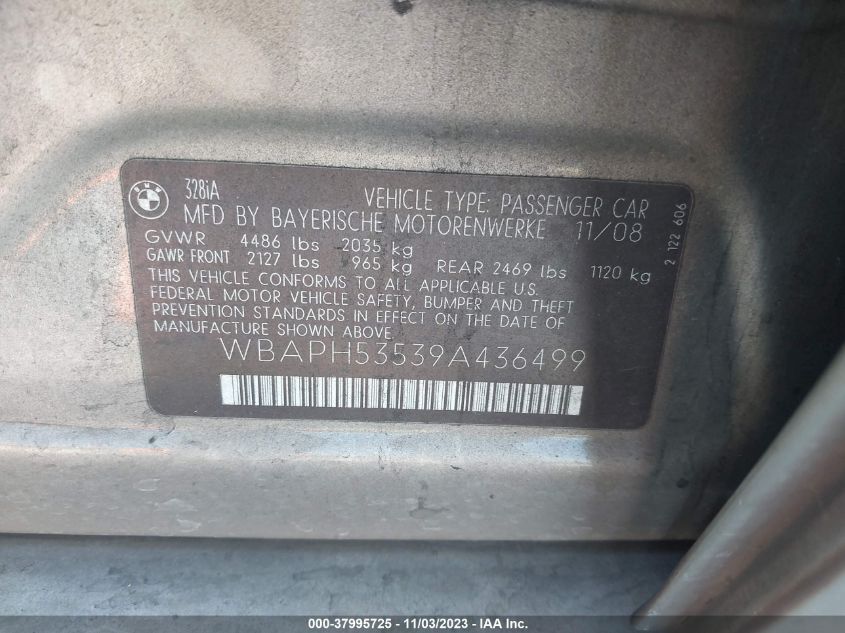 BMW
328iA
VEHICLE TYPE: PASSENGER CAR
MFD BY BAYERISCHE MOTORENWERKE 11/08
GVWR 4486 lbs 2035 kg
GAWR FRONT 2127 lbs 965 kg REAR 2469 lbs 1120 kg
THIS VEHICLE CONFORMS TO ALL APPLICABLE U.S.
FEDERAL MOTOR VEHICLE SAFETY, BUMPER AND THEFT
PREVENTION STANDARDS IN EFFECT ON THE DATE OF
MANUFACTURE SHOWN ABOVE.
WBAPH53539A436499
2 122 606
000-37995725 - 11/03/2023 - IAA Inc.